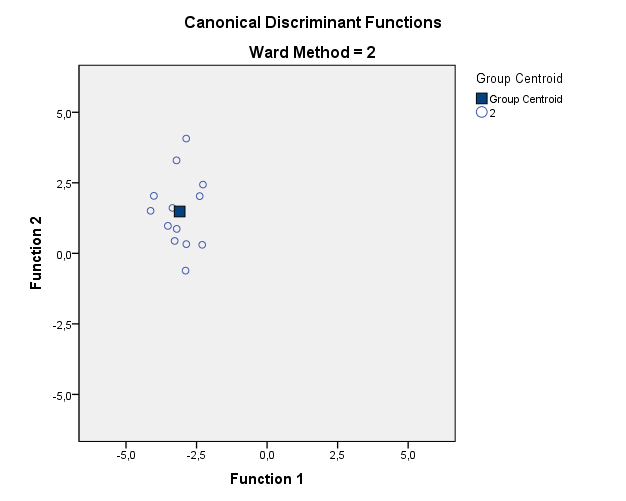 Canonical Discriminant Functions
Ward Method = 2
Group Centroid
Group Centroid
2
5,0
2,5
0,0
-2,5
-5,0
Function 2
-5,0 -2,5 0,0 2,5 5,0
Function 1